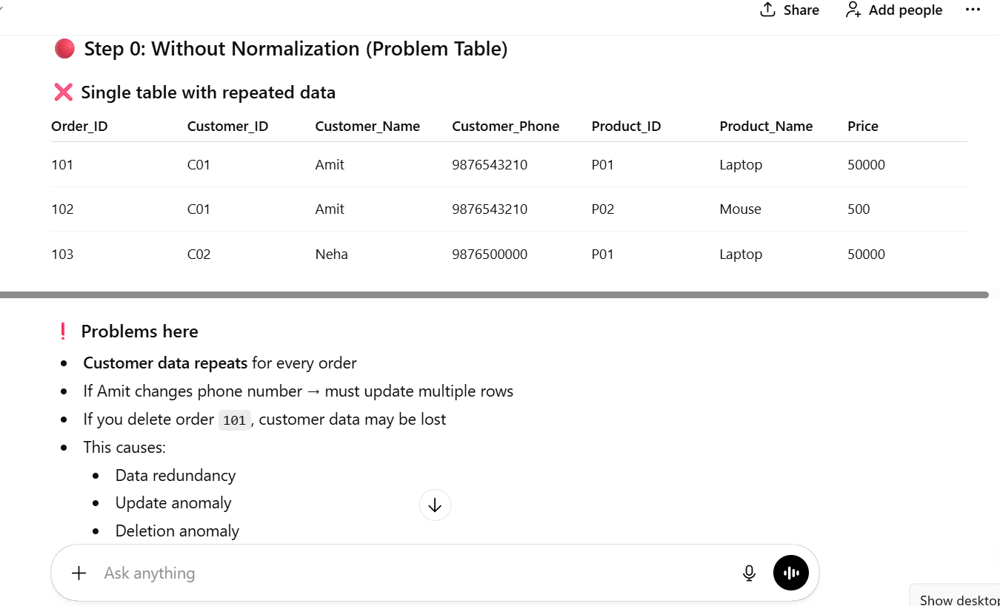 Share Add people
Step 0: Without Normalization (Problem Table)
Single table with repeated data
Order_ID Customer_ID Customer_Name Customer_Phone Product_ID Product_Name Price
101 C01 Amit 9876543210 P01 Laptop 50000
102 C01 Amit 9876543210 P02 Mouse 500
103 C02 Neha 9876500000 P01 Laptop 50000
Problems here
Customer data repeats for every order
If Amit changes phone number → must update multiple rows
If you delete order 101, customer data may be lost
This causes:
Data redundancy
Update anomaly
Deletion anomaly
Ask anything
Show desktop